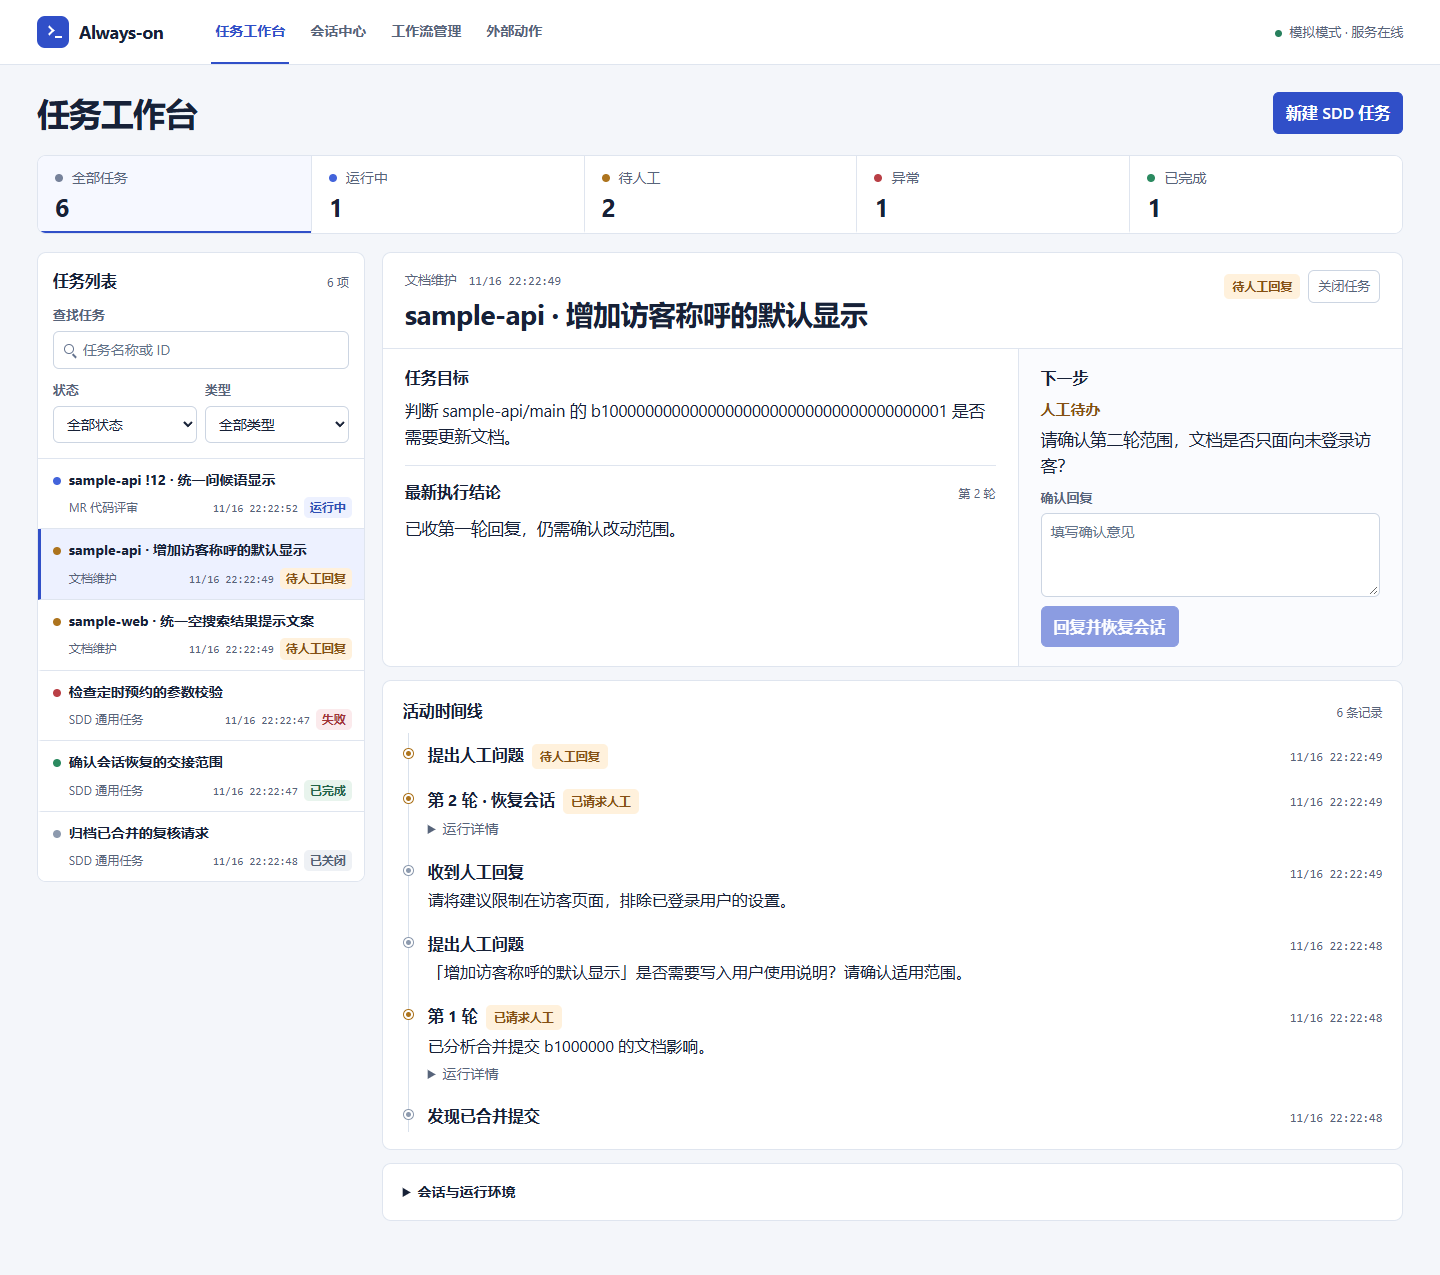 Always-on
任务工作台
会话中心
工作流管理
外部动作
模拟模式 · 服务在线
任务工作台
新建 SDD 任务
全部任务
6
运行中
1
待人工
2
异常
1
已完成
1
任务列表
6 项
查找任务
任务名称或 ID
状态
类型
全部状态
全部类型
sample-api !12 · 统一问候语显示
MR 代码评审
11/16 22:22:52
运行中
sample-api · 增加访客称呼的默认显示
文档维护
11/16 22:22:49
待人工回复
sample-web · 统一空搜索结果提示文案
文档维护
11/16 22:22:49
待人工回复
检查定时预约的参数校验
SDD 通用任务
11/16 22:22:47
失败
确认会话恢复的交接范围
SDD 通用任务
11/16 22:22:47
已完成
归档已合并的复核请求
SDD 通用任务
11/16 22:22:48
已关闭
文档维护
11/16 22:22:49
sample-api · 增加访客称呼的默认显示
待人工回复
关闭任务
任务目标
判断 sample-api/main 的 b100000000000000000000000000000000000001 是否
需要更新文档。
最新执行结论
第 2 轮
已收第一轮回复，仍需确认改动范围。
下一步
人工待办
请确认第二轮范围，文档是否只面向未登录访
客？
确认回复
填写确认意见
回复并恢复会话
活动时间线
6 条记录
提出人工问题
待人工回复
11/16 22:22:49
第 2 轮 · 恢复会话
已请求人工
11/16 22:22:49
▶ 运行详情
收到人工回复
11/16 22:22:49
请将建议限制在访客页面，排除已登录用户的设置。
提出人工问题
11/16 22:22:48
「增加访客称呼的默认显示」是否需要写入用户使用说明？请确认适用范围。
第 1 轮
已请求人工
11/16 22:22:48
已分析合并提交 b1000000 的文档影响。
▶ 运行详情
发现已合并提交
11/16 22:22:48
▶ 会话与运行环境